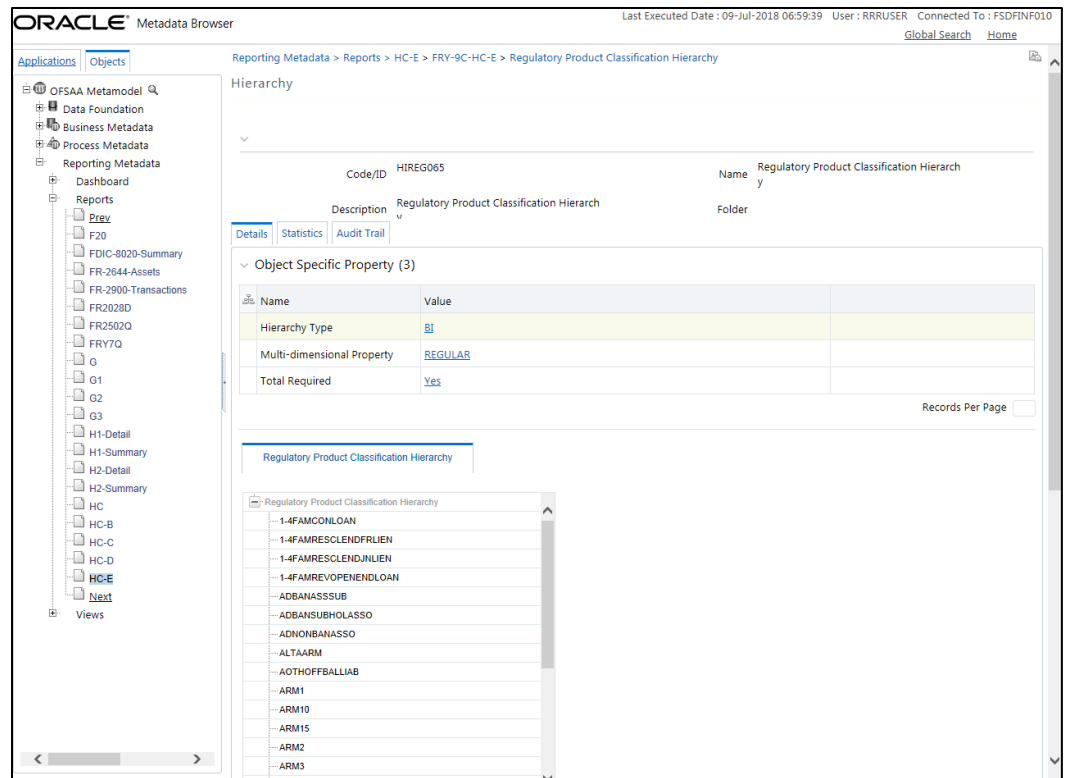 ORACLE® Metadata Browser
Last Executed Date : 09-Jul-2018 06:59:39 User : RRRUSER Connected To : FSDFINF010
Global Search Home
Applications Objects
OFSAA Metamodel
Data Foundation
Business Metadata
Process Metadata
Reporting Metadata
Dashboard
Reports
Prev
F20
FDIC-8020-Summary
FR-2644-Assets
FR-2900-Transactions
FR2028D
FR2502Q
FRY7Q
G
G1
G2
G3
H1-Detail
H1-Summary
H2-Detail
H2-Summary
HC
HC-B
HC-C
HC-D
HC-E
Next
Views
Reporting Metadata > Reports > HC-E > FRY-9C-HC-E > Regulatory Product Classification Hierarchy
Hierarchy
Code/ID HIREG065
Name Regulatory Product Classification Hierarch
y
Description Regulatory Product Classification Hierarch
y
Folder
Details Statistics Audit Trail
Object Specific Property (3)
Name Value
Hierarchy Type BI
Multi-dimensional Property REGULAR
Total Required Yes
Records Per Page
Regulatory Product Classification Hierarchy
Regulatory Product Classification Hierarchy
1-4FAMCONLOAN
1-4FAMRESCLENDFRLIEN
1-4FAMRESCLENDJNLIEN
1-4FAMREVOPENENDLOAN
ADBANASSSUB
ADBANSUBHOLASSO
ADNONBANASSO
ALTAARM
AOTHOFFBALLIAB
ARM1
ARM10
ARM15
ARM2
ARM3